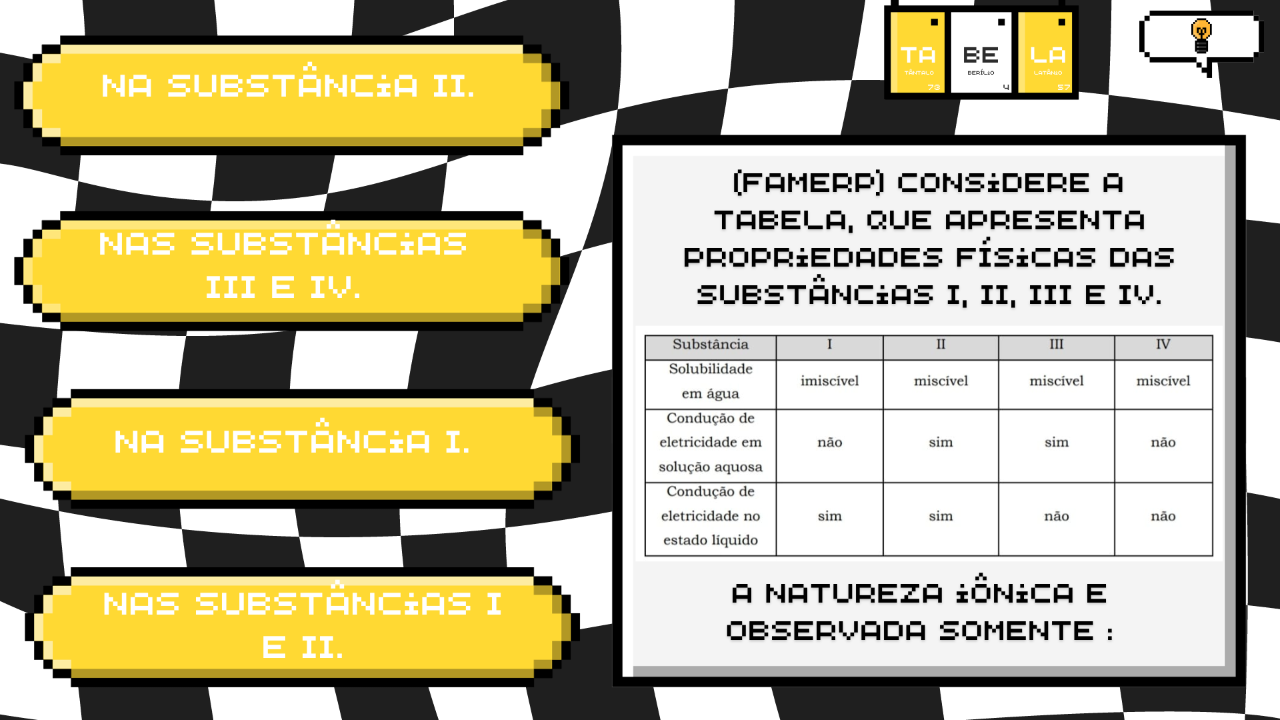 NA SUBSTÂNCiA II.
NAS SUBSTÂNCiAS
III E IV.
NA SUBSTÂNCiA I.
NAS SUBSTÂNCiAS I
E II.
TA BE LA
TÂNTALO BERÍLIO LATÂNIO
73 4 57
(FAMERP) CONSiDERE A
TABELA, QUE APRESENTA
PROPRiEDADES FÍSiCAS DAS
SUBSTÂNCiAS I, II, III E IV.
Substância I II III IV
Solubilidade
em água imiscível miscível miscível miscível
Condução de
eletricidade em não sim sim não
solução aquosa
Condução de
eletricidade no sim sim não não
estado líquido
A NATUREZA iÔNiCA E
OBSERVADA SOMENTE :